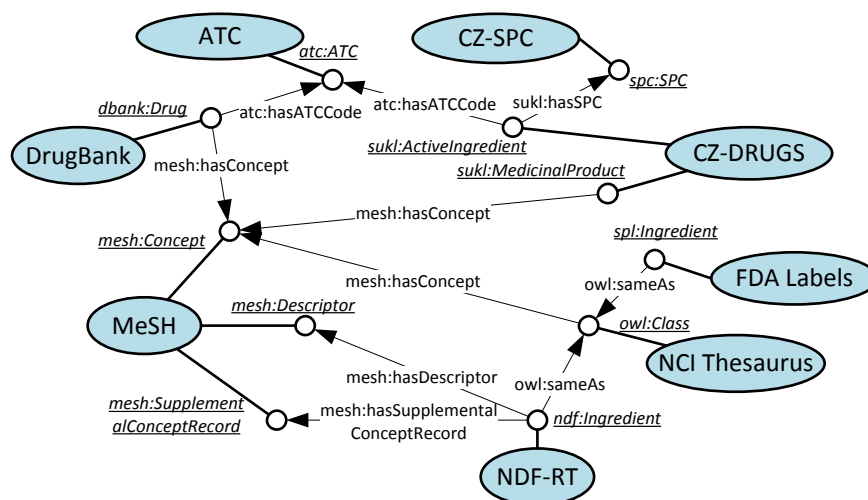 ATC
CZ-SPC
atc:ATC
spc:SPC
dbank:Drug
atc:hasATCCode
atc:hasATCCode
sukl:hasSPC
DrugBank
sukl:ActiveIngredient
CZ-DRUGS
mesh:hasConcept
sukl:MedicinalProduct
mesh:hasConcept
mesh:Concept
spl:Ingredient
mesh:hasConcept
owl:sameAs
FDA Labels
mesh:Descriptor
MeSH
owl:Class
NCI Thesaurus
mesh:hasDescriptor
owl:sameAs
mesh:Supplement
alConceptRecord
mesh:hasSupplemental
ConceptRecord
ndf:Ingredient
NDF-RT